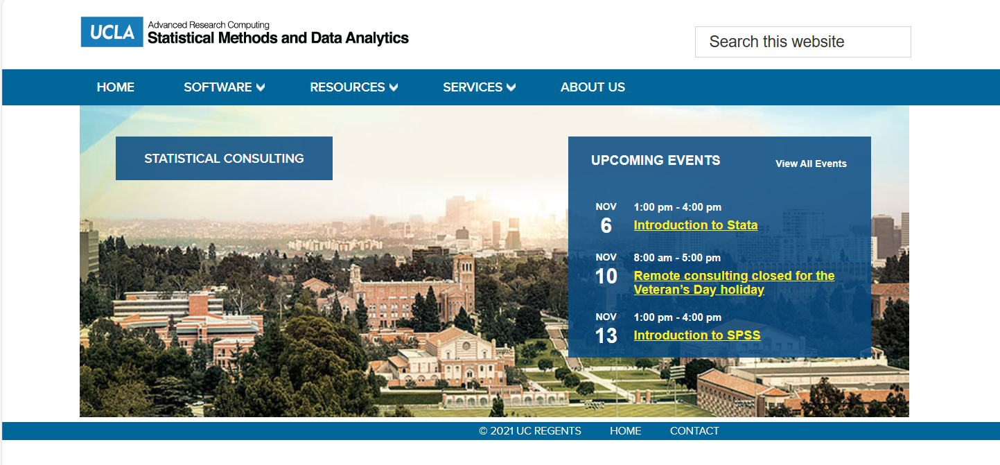 UCLA
Advanced Research Computing
Statistical Methods and Data Analytics
Search this website
HOME
SOFTWARE
RESOURCES
SERVICES
ABOUT US
STATISTICAL CONSULTING
UPCOMING EVENTS
View All Events
NOV
6
1:00 pm - 4:00 pm
Introduction to Stata
NOV
10
8:00 am - 5:00 pm
Remote consulting closed for the
Veteran’s Day holiday
NOV
13
1:00 pm - 4:00 pm
Introduction to SPSS
© 2021 UC REGENTS
HOME
CONTACT